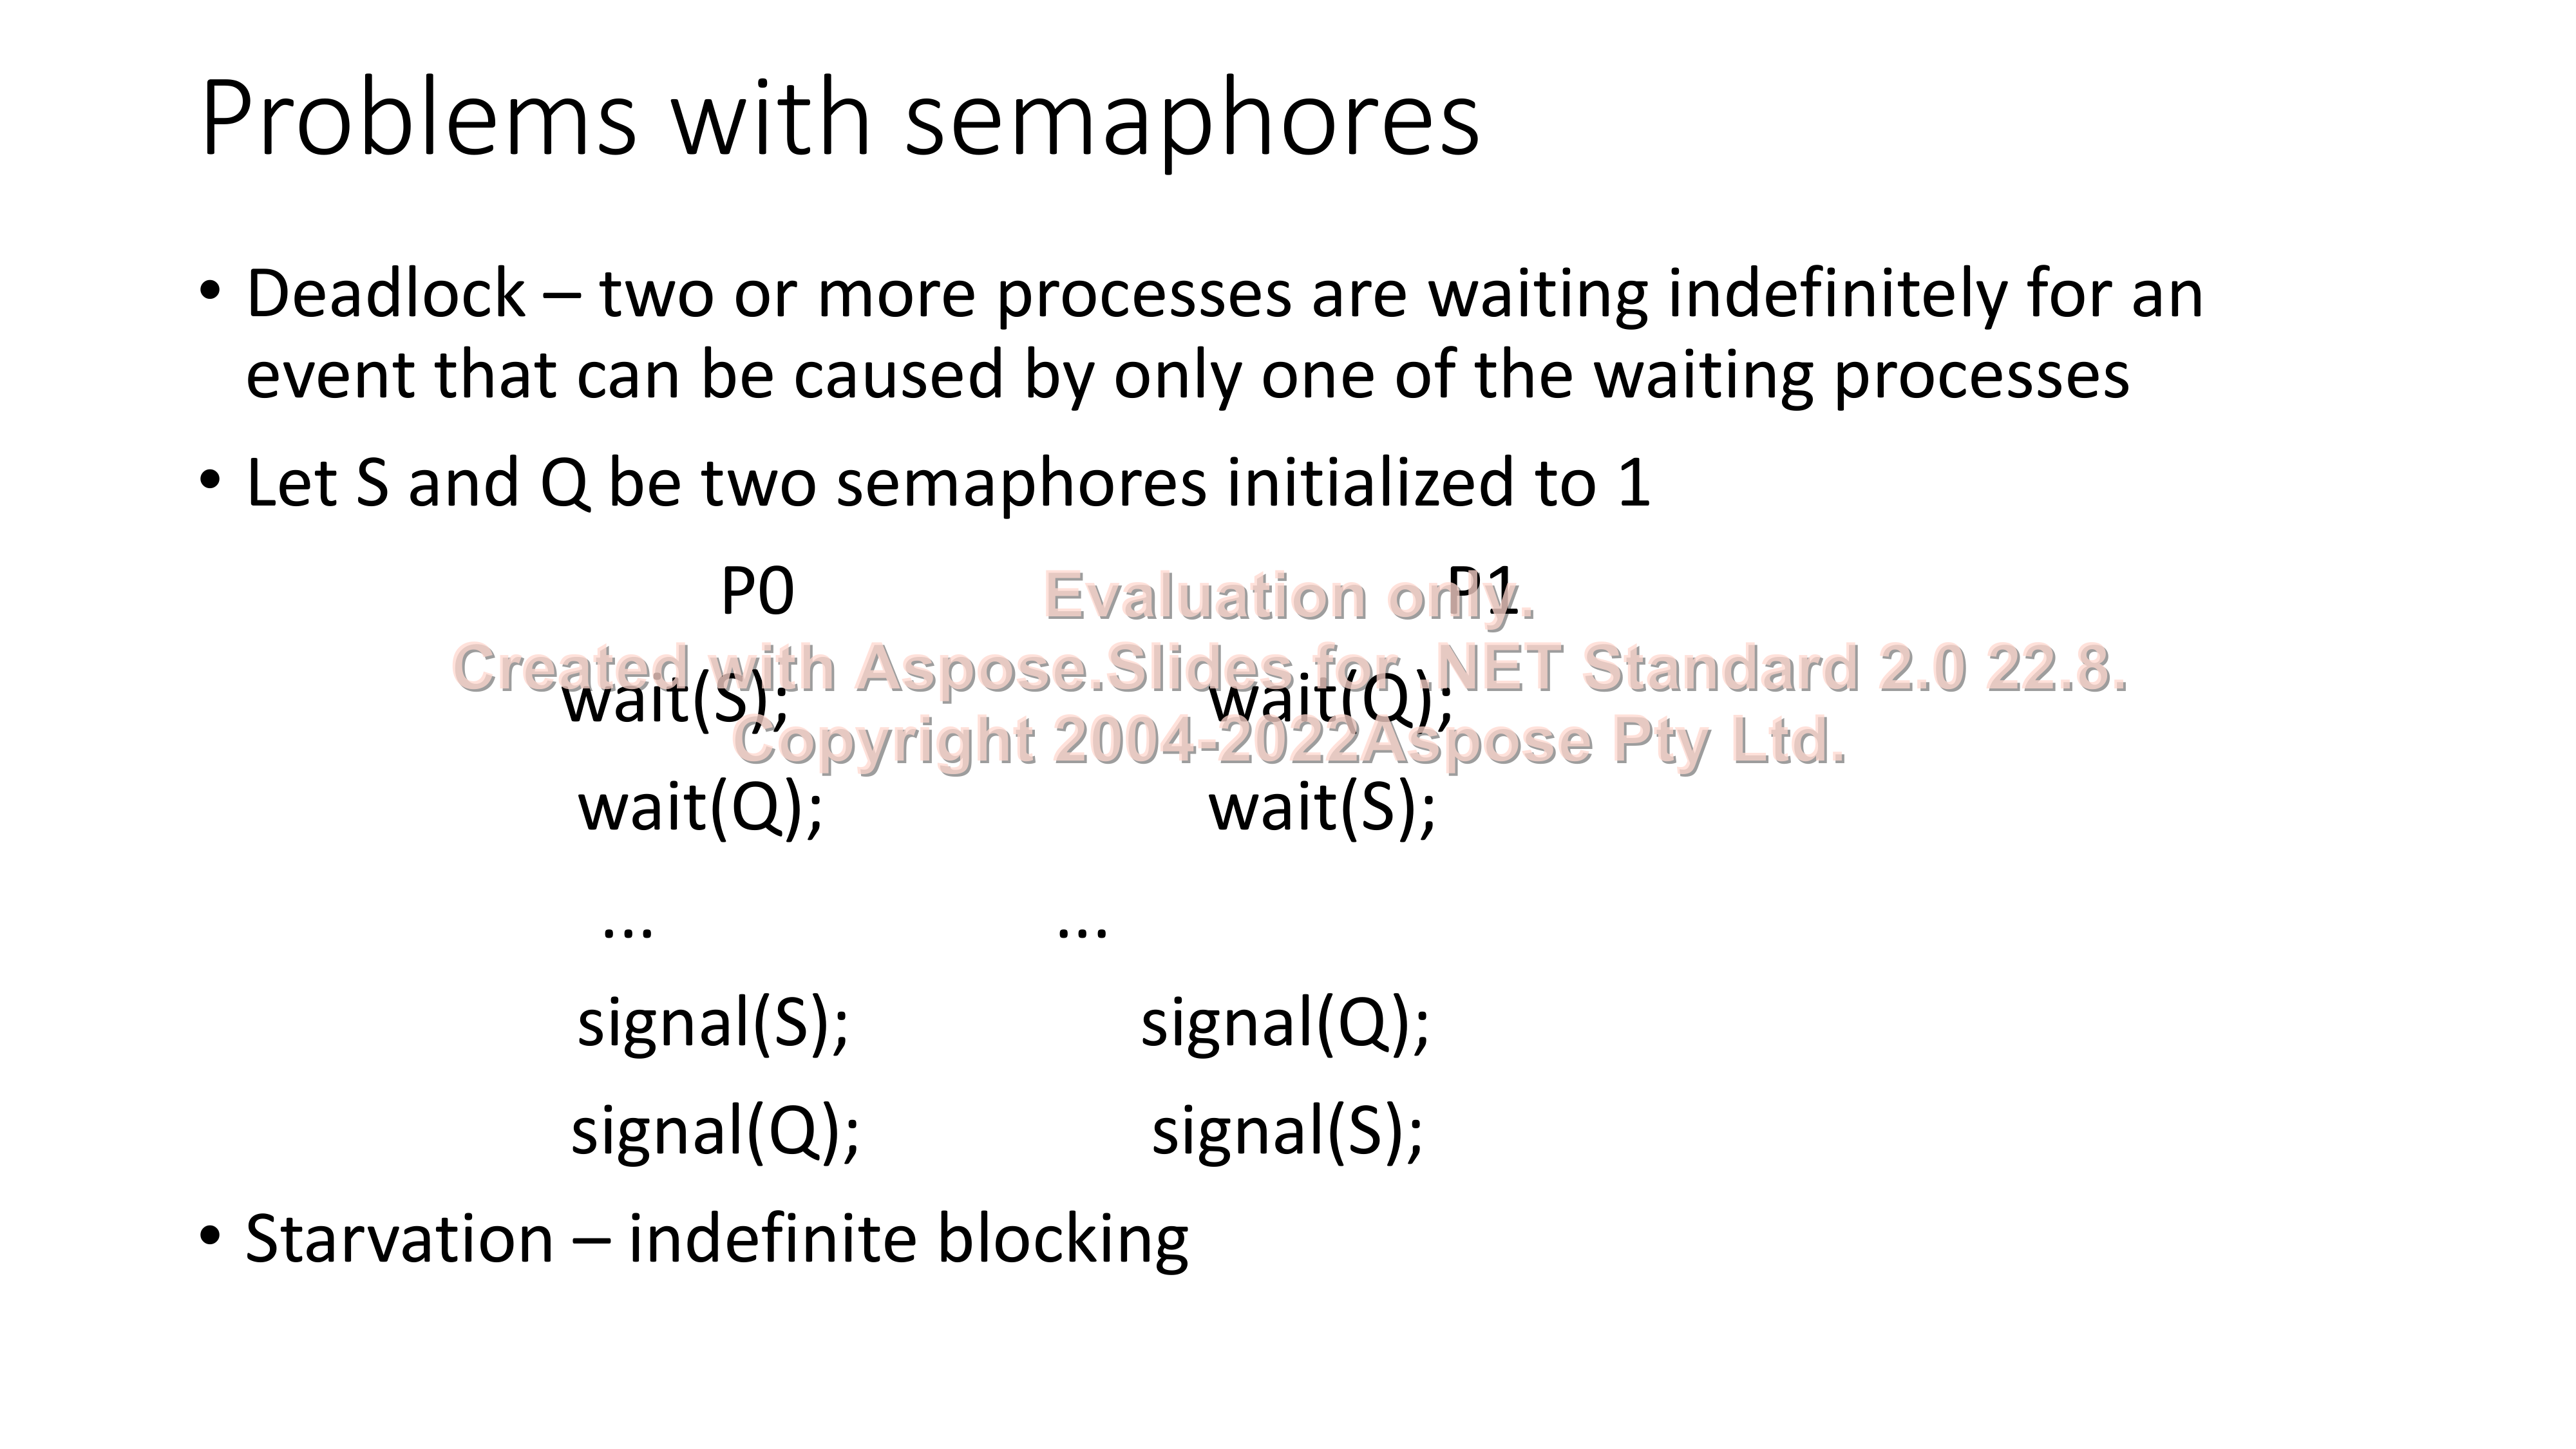 Problems with semaphores
• Deadlock – two or more processes are waiting indefinitely for an
event that can be caused by only one of the waiting processes
• Let S and Q be two semaphores initialized to 1
P0 P1
Evaluation only.
Created with Aspose.Slides for .NET Standard 2.0 22.8.
wait(S); wait(Q);
Copyright 2004-2022Aspose Pty Ltd.
wait(Q); wait(S);
... ...
signal(S); signal(Q);
signal(Q); signal(S);
• Starvation – indefinite blocking